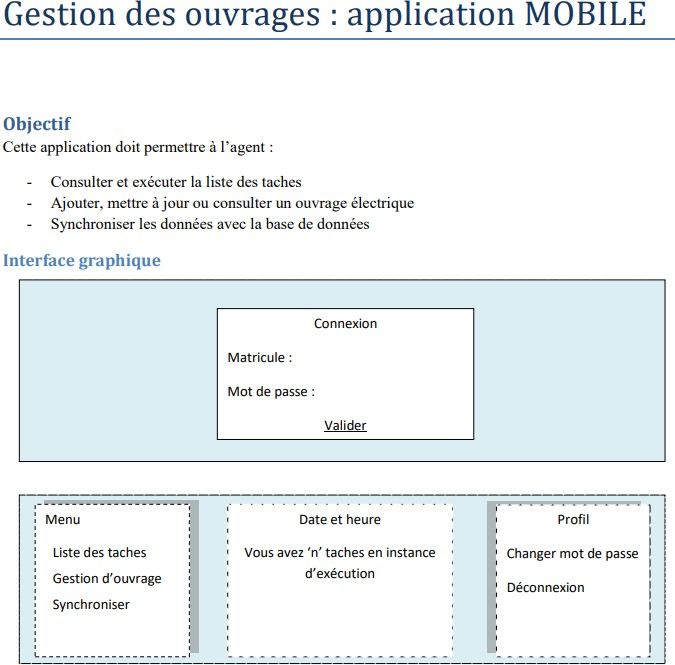 Gestion des ouvrages : application MOBILE
Objectif
Cette application doit permettre à l’agent :
- Consulter et exécuter la liste des taches
- Ajouter, mettre à jour ou consulter un ouvrage électrique
- Synchroniser les données avec la base de données
Interface graphique
Connexion
Matricule :
Mot de passe :
Valider
Menu
Liste des taches
Gestion d’ouvrage
Synchroniser
Date et heure
Vous avez ‘n’ taches en instance
d’exécution
Profil
Changer mot de passe
Déconnexion